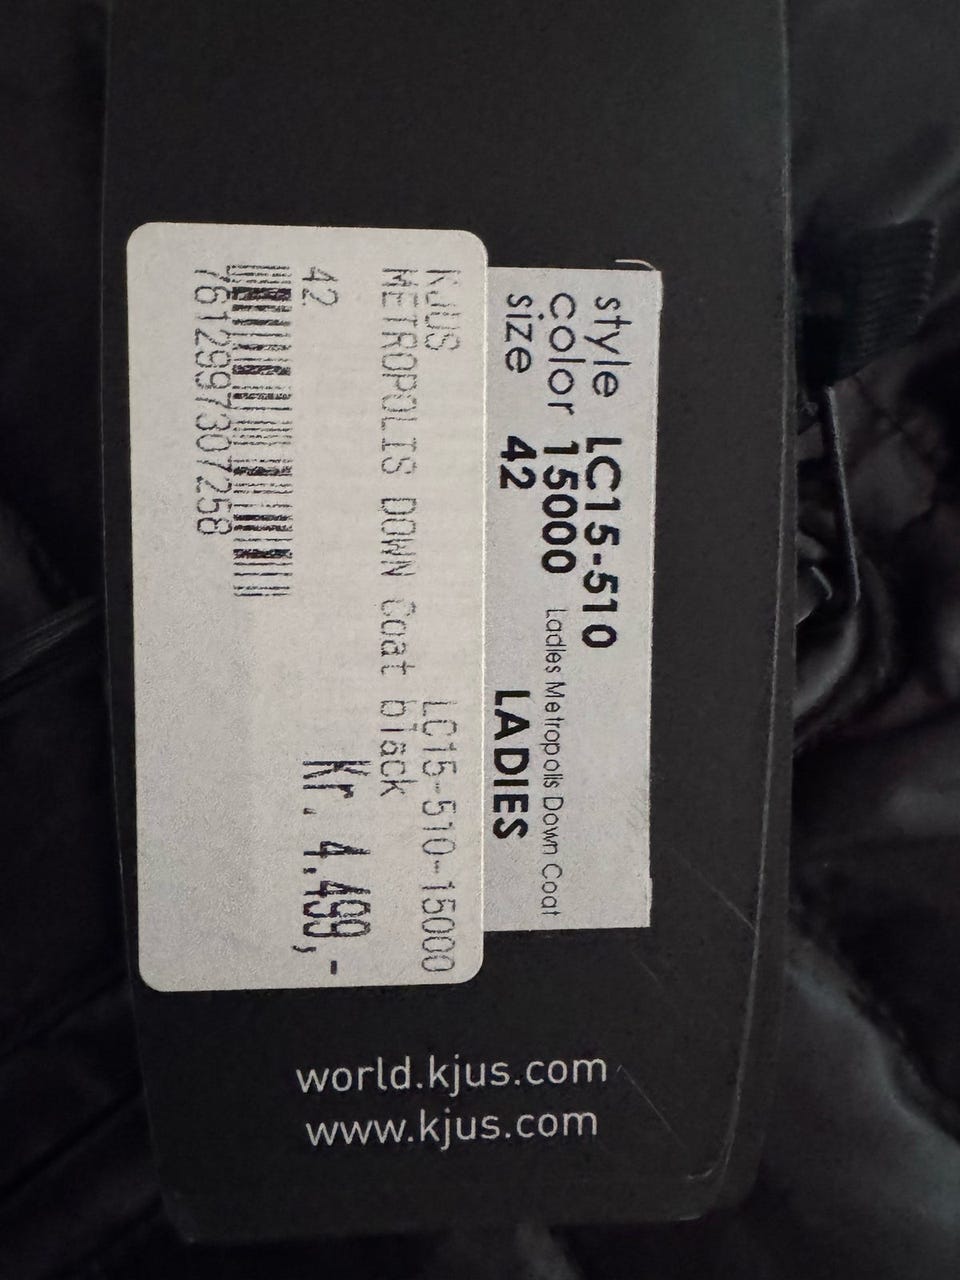 style LC15-510
color 15000 Ladies Metropolis Down Coat
size 42 LADIES
KJUS LC15-510-15000
METROPOLIS DOWN Coat black
42 Kr. 4.499,-
7612997307258
world.kjus.com
www.kjus.com